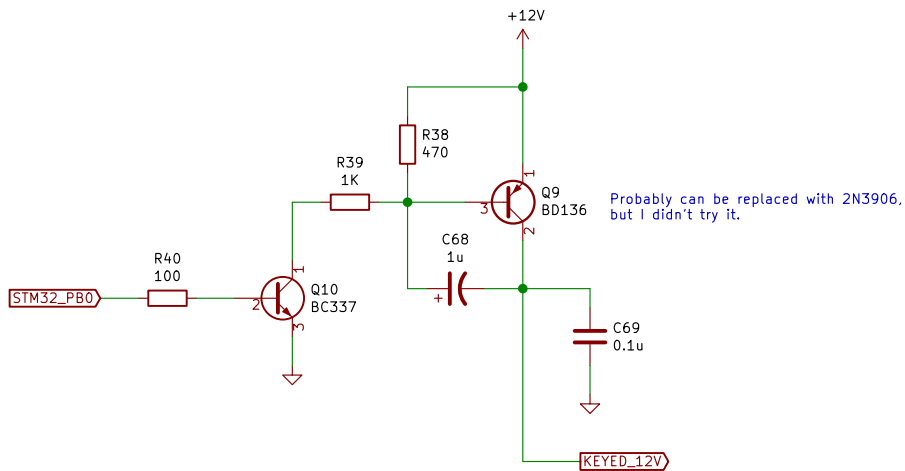 +12V
R38
470
R39
1K
1
Q9
BD136
3
2
Probably can be replaced with 2N3906,
but I didn't try it.
C68
1u
+
R40
100
1
STM32_PB0
2
Q10
BC337
3
C69
0.1u
KEYED_12V